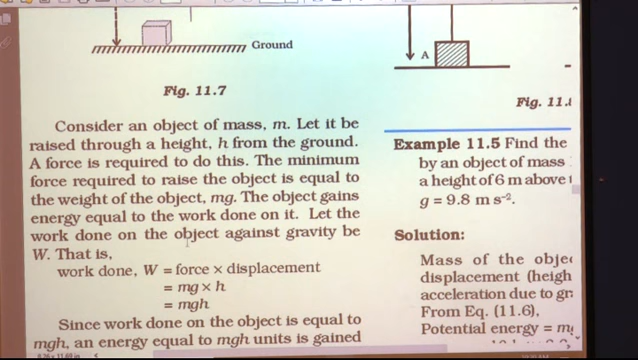 Ground
Fig. 11.7
Consider an object of mass, m. Let it be
raised through a height, h from the ground.
A force is required to do this. The minimum
force required to raise the object is equal to
the weight of the object, mg. The object gains
energy equal to the work done on it. Let the
work done on the object against gravity be
W. That is,
work done, W = force × displacement
= mg × h
= mgh
Since work done on the object is equal to
mgh, an energy equal to mgh units is gained
A
Fig. 11.
Example 11.5 Find the
by an object of mass
a height of 6 m above
g = 9.8 m s⁻².
Solution:
Mass of the
displacement (heigh
acceleration due to
From Eq. (11.6),
Potential energy =